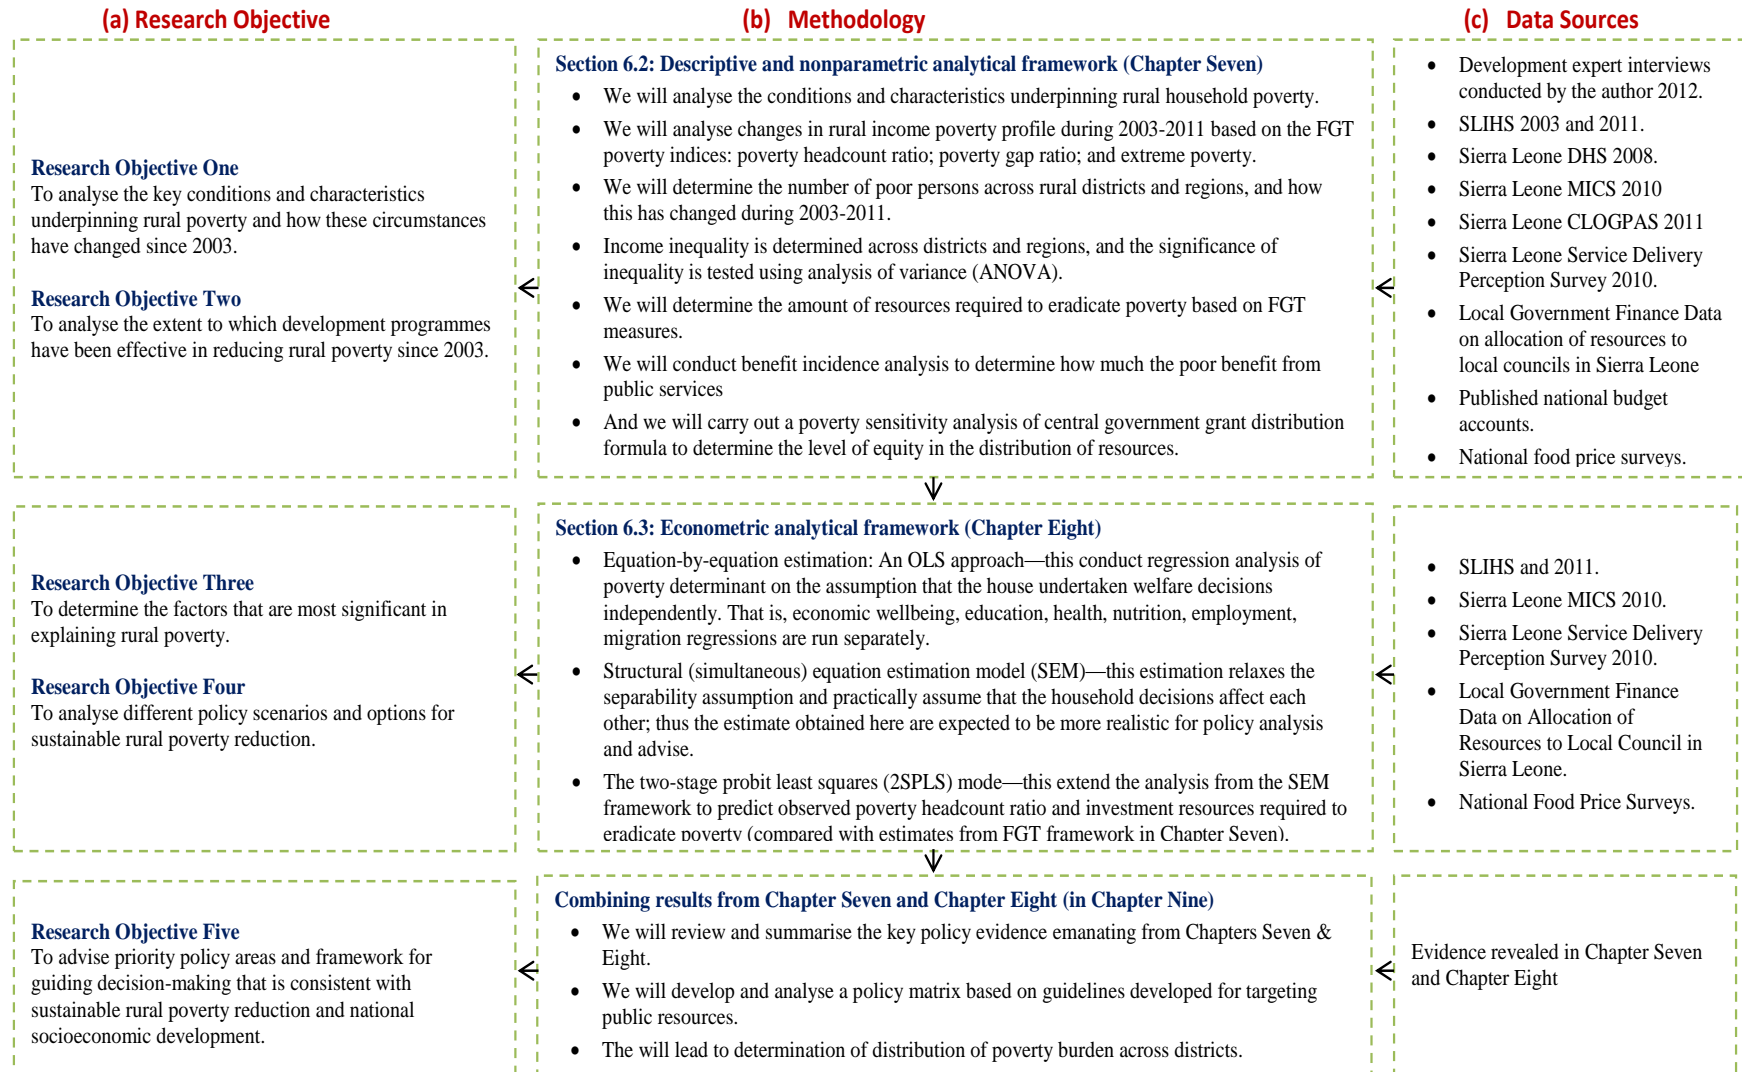 (a) Research Objective
(b) Methodology
(c) Data Sources
Research Objective One
To analyse the key conditions and characteristics
underpinning rural poverty and how these circumstances
have changed since 2003.
Research Objective Two
To analyse the extent to which development programmes
have been effective in reducing rural poverty since 2003.
Section 6.2: Descriptive and nonparametric analytical framework (Chapter Seven)
• We will analyse the conditions and characteristics underpinning rural household poverty.
• We will analyse changes in rural income poverty profile during 2003-2011 based on the FGT
poverty indices: poverty headcount ratio; poverty gap ratio; and extreme poverty.
• We will determine the number of poor persons across rural districts and regions, and how
this has changed during 2003-2011.
• Income inequality is determined across districts and regions, and the significance of
inequality is tested using analysis of variance (ANOVA).
• We will determine the amount of resources required to eradicate poverty based on FGT
measures.
• We will conduct benefit incidence analysis to determine how much the poor benefit from
public services
• And we will carry out a poverty sensitivity analysis of central government grant distribution
formula to determine the level of equity in the distribution of resources.
• Development expert interviews
conducted by the author 2012.
• SLIHS 2003 and 2011.
• Sierra Leone DHS 2008.
• Sierra Leone MICS 2010
• Sierra Leone CLOGPAS 2011
• Sierra Leone Service Delivery
Perception Survey 2010.
• Local Government Finance Data
on allocation of resources to
local councils in Sierra Leone
• Published national budget
accounts.
• National food price surveys.
Research Objective Three
To determine the factors that are most significant in
explaining rural poverty.
Research Objective Four
To analyse different policy scenarios and options for
sustainable rural poverty reduction.
Section 6.3: Econometric analytical framework (Chapter Eight)
• Equation-by-equation estimation: An OLS approach—this conduct regression analysis of
poverty determinant on the assumption that the house undertaken welfare decisions
independently. That is, economic wellbeing, education, health, nutrition, employment,
migration regressions are run separately.
• Structural (simultaneous) equation estimation model (SEM)—this estimation relaxes the
separability assumption and practically assume that the household decisions affect each
other; thus the estimate obtained here are expected to be more realistic for policy analysis
and advise.
• The two-stage probit least squares (2SPLS) mode—this extend the analysis from the SEM
framework to predict observed poverty headcount ratio and investment resources required to
eradicate poverty (compared with estimates from FGT framework in Chapter Seven).
• SLIHS and 2011.
• Sierra Leone MICS 2010.
• Sierra Leone Service Delivery
Perception Survey 2010.
• Local Government Finance
Data on Allocation of
Resources to Local Council in
Sierra Leone.
• National Food Price Surveys.
Research Objective Five
To advise priority policy areas and framework for
guiding decision-making that is consistent with
sustainable rural poverty reduction and national
socioeconomic development.
Combining results from Chapter Seven and Chapter Eight (in Chapter Nine)
• We will review and summarise the key policy evidence emanating from Chapters Seven &
Eight.
• We will develop and analyse a policy matrix based on guidelines developed for targeting
public resources.
• The will lead to determination of distribution of poverty burden across districts.
Evidence revealed in Chapter Seven
and Chapter Eight